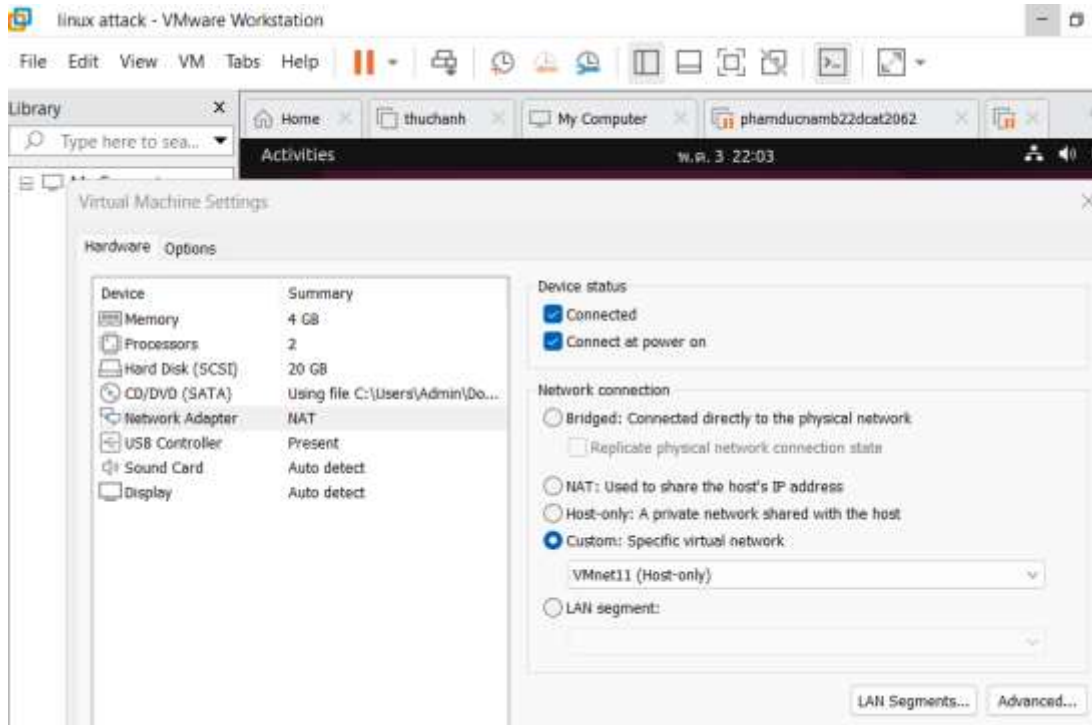 linux attack - VMware Workstation
File Edit View VM Tabs Help
Library
Type here to sea...
Home
thuchanh
My Computer
phamducnamb22dcat2062
Activities
พ.ค. 3 22:03
Virtual Machine Settings
Hardware Options
Device Summary
Memory 4 GB
Processors 2
Hard Disk (SCSI) 20 GB
CD/DVD (SATA) Using file C:\Users\Admin\Do...
Network Adapter NAT
USB Controller Present
Sound Card Auto detect
Display Auto detect
Device status
Connected
Connect at power on
Network connection
Bridged: Connected directly to the physical network
Replicate physical network connection state
NAT: Used to share the host's IP address
Host-only: A private network shared with the host
Custom: Specific virtual network
VMnet11 (Host-only)
LAN segment:
LAN Segments... Advanced...